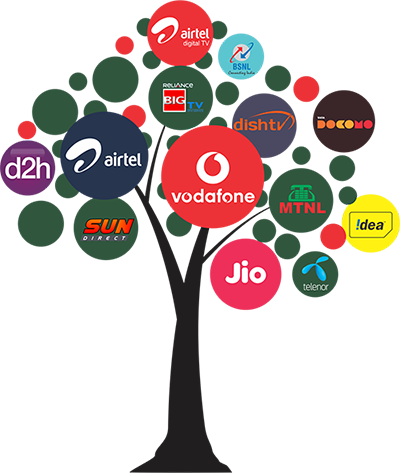 airtel
digital TV
BSNL
Connecting India
RELIANCE
BIG TV
dishtv
TATA
DOCOMO
d2h
airtel
vodafone
SUN
DIRECT
MTNL
!dea
Jio
telenor